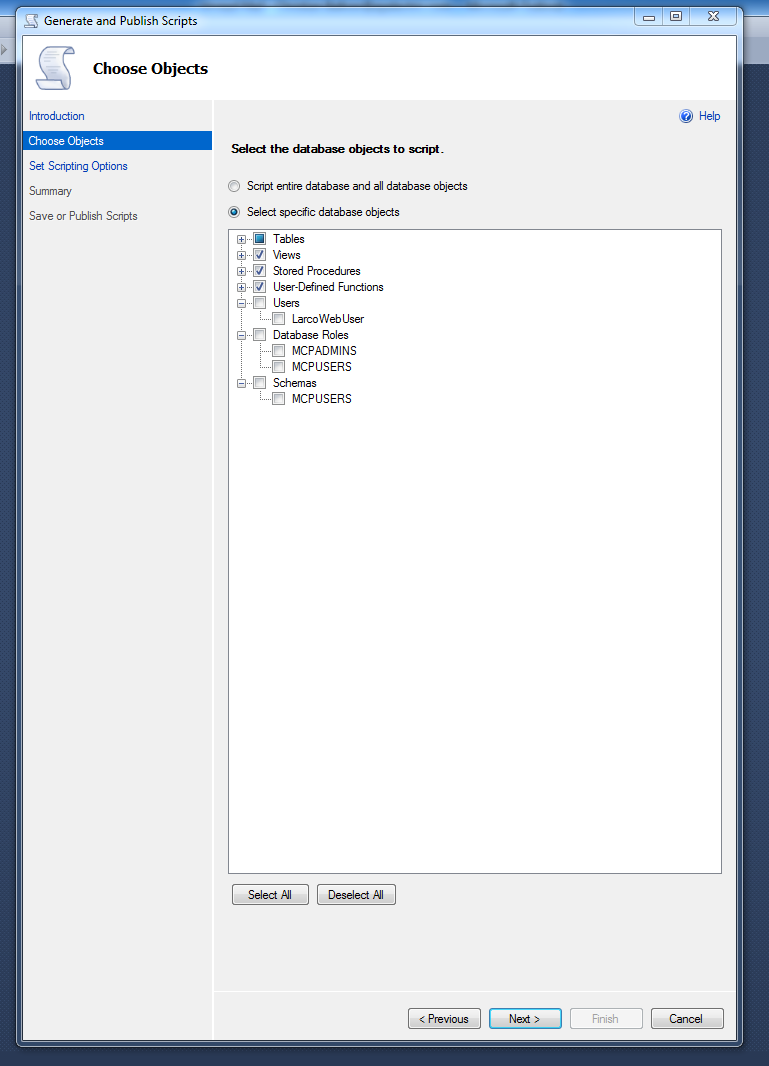 Generate and Publish Scripts
Choose Objects
Introduction
Choose Objects
Set Scripting Options
Summary
Save or Publish Scripts
Help
Select the database objects to script.
Script entire database and all database objects
Select specific database objects
Tables
Views
Stored Procedures
User-Defined Functions
Users
LarcoWebUser
Database Roles
MCPADMINS
MCPUSERS
Schemas
MCPUSERS
Select All
Deselect All
< Previous
Next >
Finish
Cancel